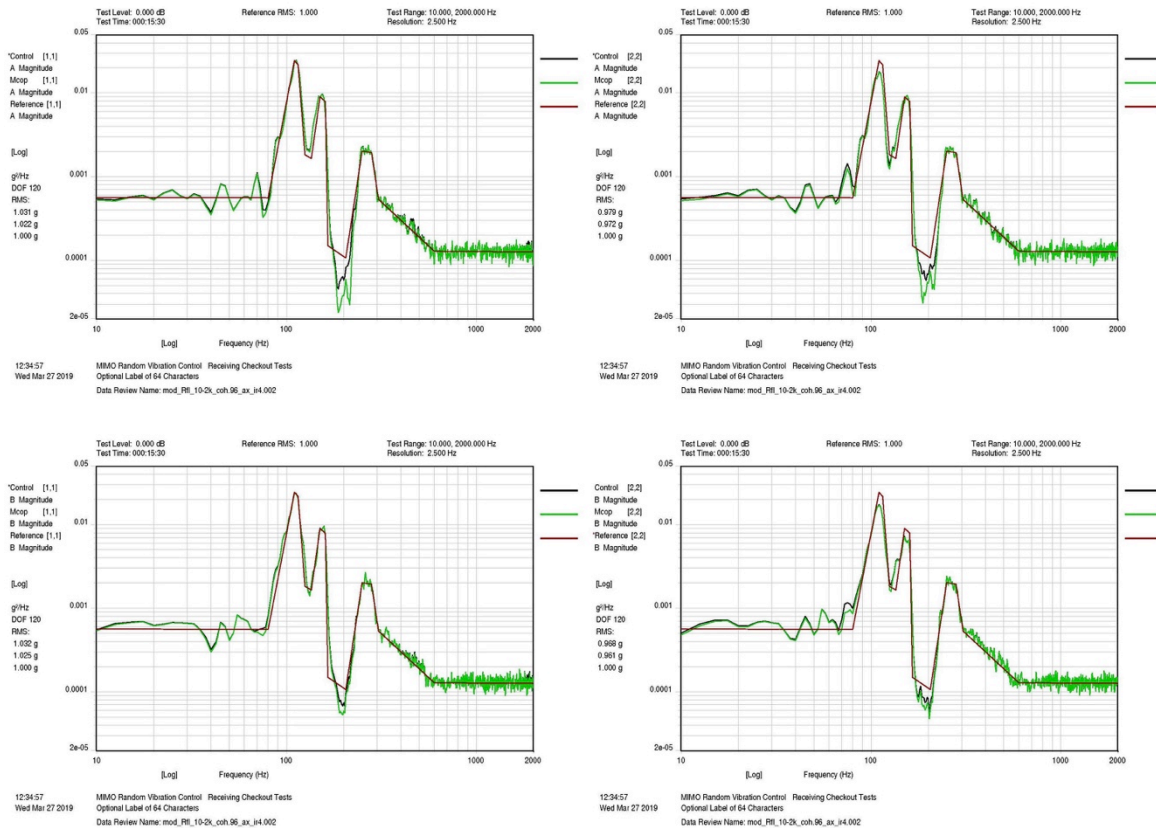 Test Level: 0.000 dB Reference RMS: 1.000 Test Range: 10.000, 2000.000 Hz
Test Time: 000:15:30 Resolution: 2.500 Hz
0.05
*Control [1,1]
A Magnitude
Mcop [1,1]
A Magnitude
0.01
Reference [1,1]
A Magnitude
[Log]
0.001
g²/Hz
DOF 120
RMS:
1.031 g
1.022 g
1.000 g
0.0001
2e-05
10 100 1000 2000
[Log] Frequency (Hz)
12:34:57 MIMO Random Vibration Control Receiving Checkout Tests
Wed Mar 27 2019 Optional Label of 64 Characters
Data Review Name: mod_Rfl_10-2k_coh.96_ax_ir4.002
Test Level: 0.000 dB Reference RMS: 1.000 Test Range: 10.000, 2000.000 Hz
Test Time: 000:15:30 Resolution: 2.500 Hz
0.05
*Control [2,2]
A Magnitude
Mcop [2,2]
A Magnitude
0.01
Reference [2,2]
A Magnitude
[Log]
0.001
g²/Hz
DOF 120
RMS:
0.979 g
0.972 g
1.000 g
0.0001
2e-05
10 100 1000 2000
[Log] Frequency (Hz)
12:34:57 MIMO Random Vibration Control Receiving Checkout Tests
Wed Mar 27 2019 Optional Label of 64 Characters
Data Review Name: mod_Rfl_10-2k_coh.96_ax_ir4.002
Test Level: 0.000 dB Reference RMS: 1.000 Test Range: 10.000, 2000.000 Hz
Test Time: 000:15:30 Resolution: 2.500 Hz
0.05
*Control [1,1]
B Magnitude
Mcop [1,1]
B Magnitude
0.01
Reference [1,1]
B Magnitude
[Log]
0.001
g²/Hz
DOF 120
RMS:
1.032 g
1.025 g
1.000 g
0.0001
2e-05
10 100 1000 2000
[Log] Frequency (Hz)
12:34:57 MIMO Random Vibration Control Receiving Checkout Tests
Wed Mar 27 2019 Optional Label of 64 Characters
Data Review Name: mod_Rfl_10-2k_coh.96_ax_ir4.002
Test Level: 0.000 dB Reference RMS: 1.000 Test Range: 10.000, 2000.000 Hz
Test Time: 000:15:30 Resolution: 2.500 Hz
0.05
Control [2,2]
B Magnitude
Mcop [2,2]
B Magnitude
0.01
*Reference [2,2]
B Magnitude
[Log]
0.001
g²/Hz
DOF 120
RMS:
0.968 g
0.961 g
1.000 g
0.0001
2e-05
10 100 1000 2000
[Log] Frequency (Hz)
12:34:57 MIMO Random Vibration Control Receiving Checkout Tests
Wed Mar 27 2019 Optional Label of 64 Characters
Data Review Name: mod_Rfl_10-2k_coh.96_ax_ir4.002